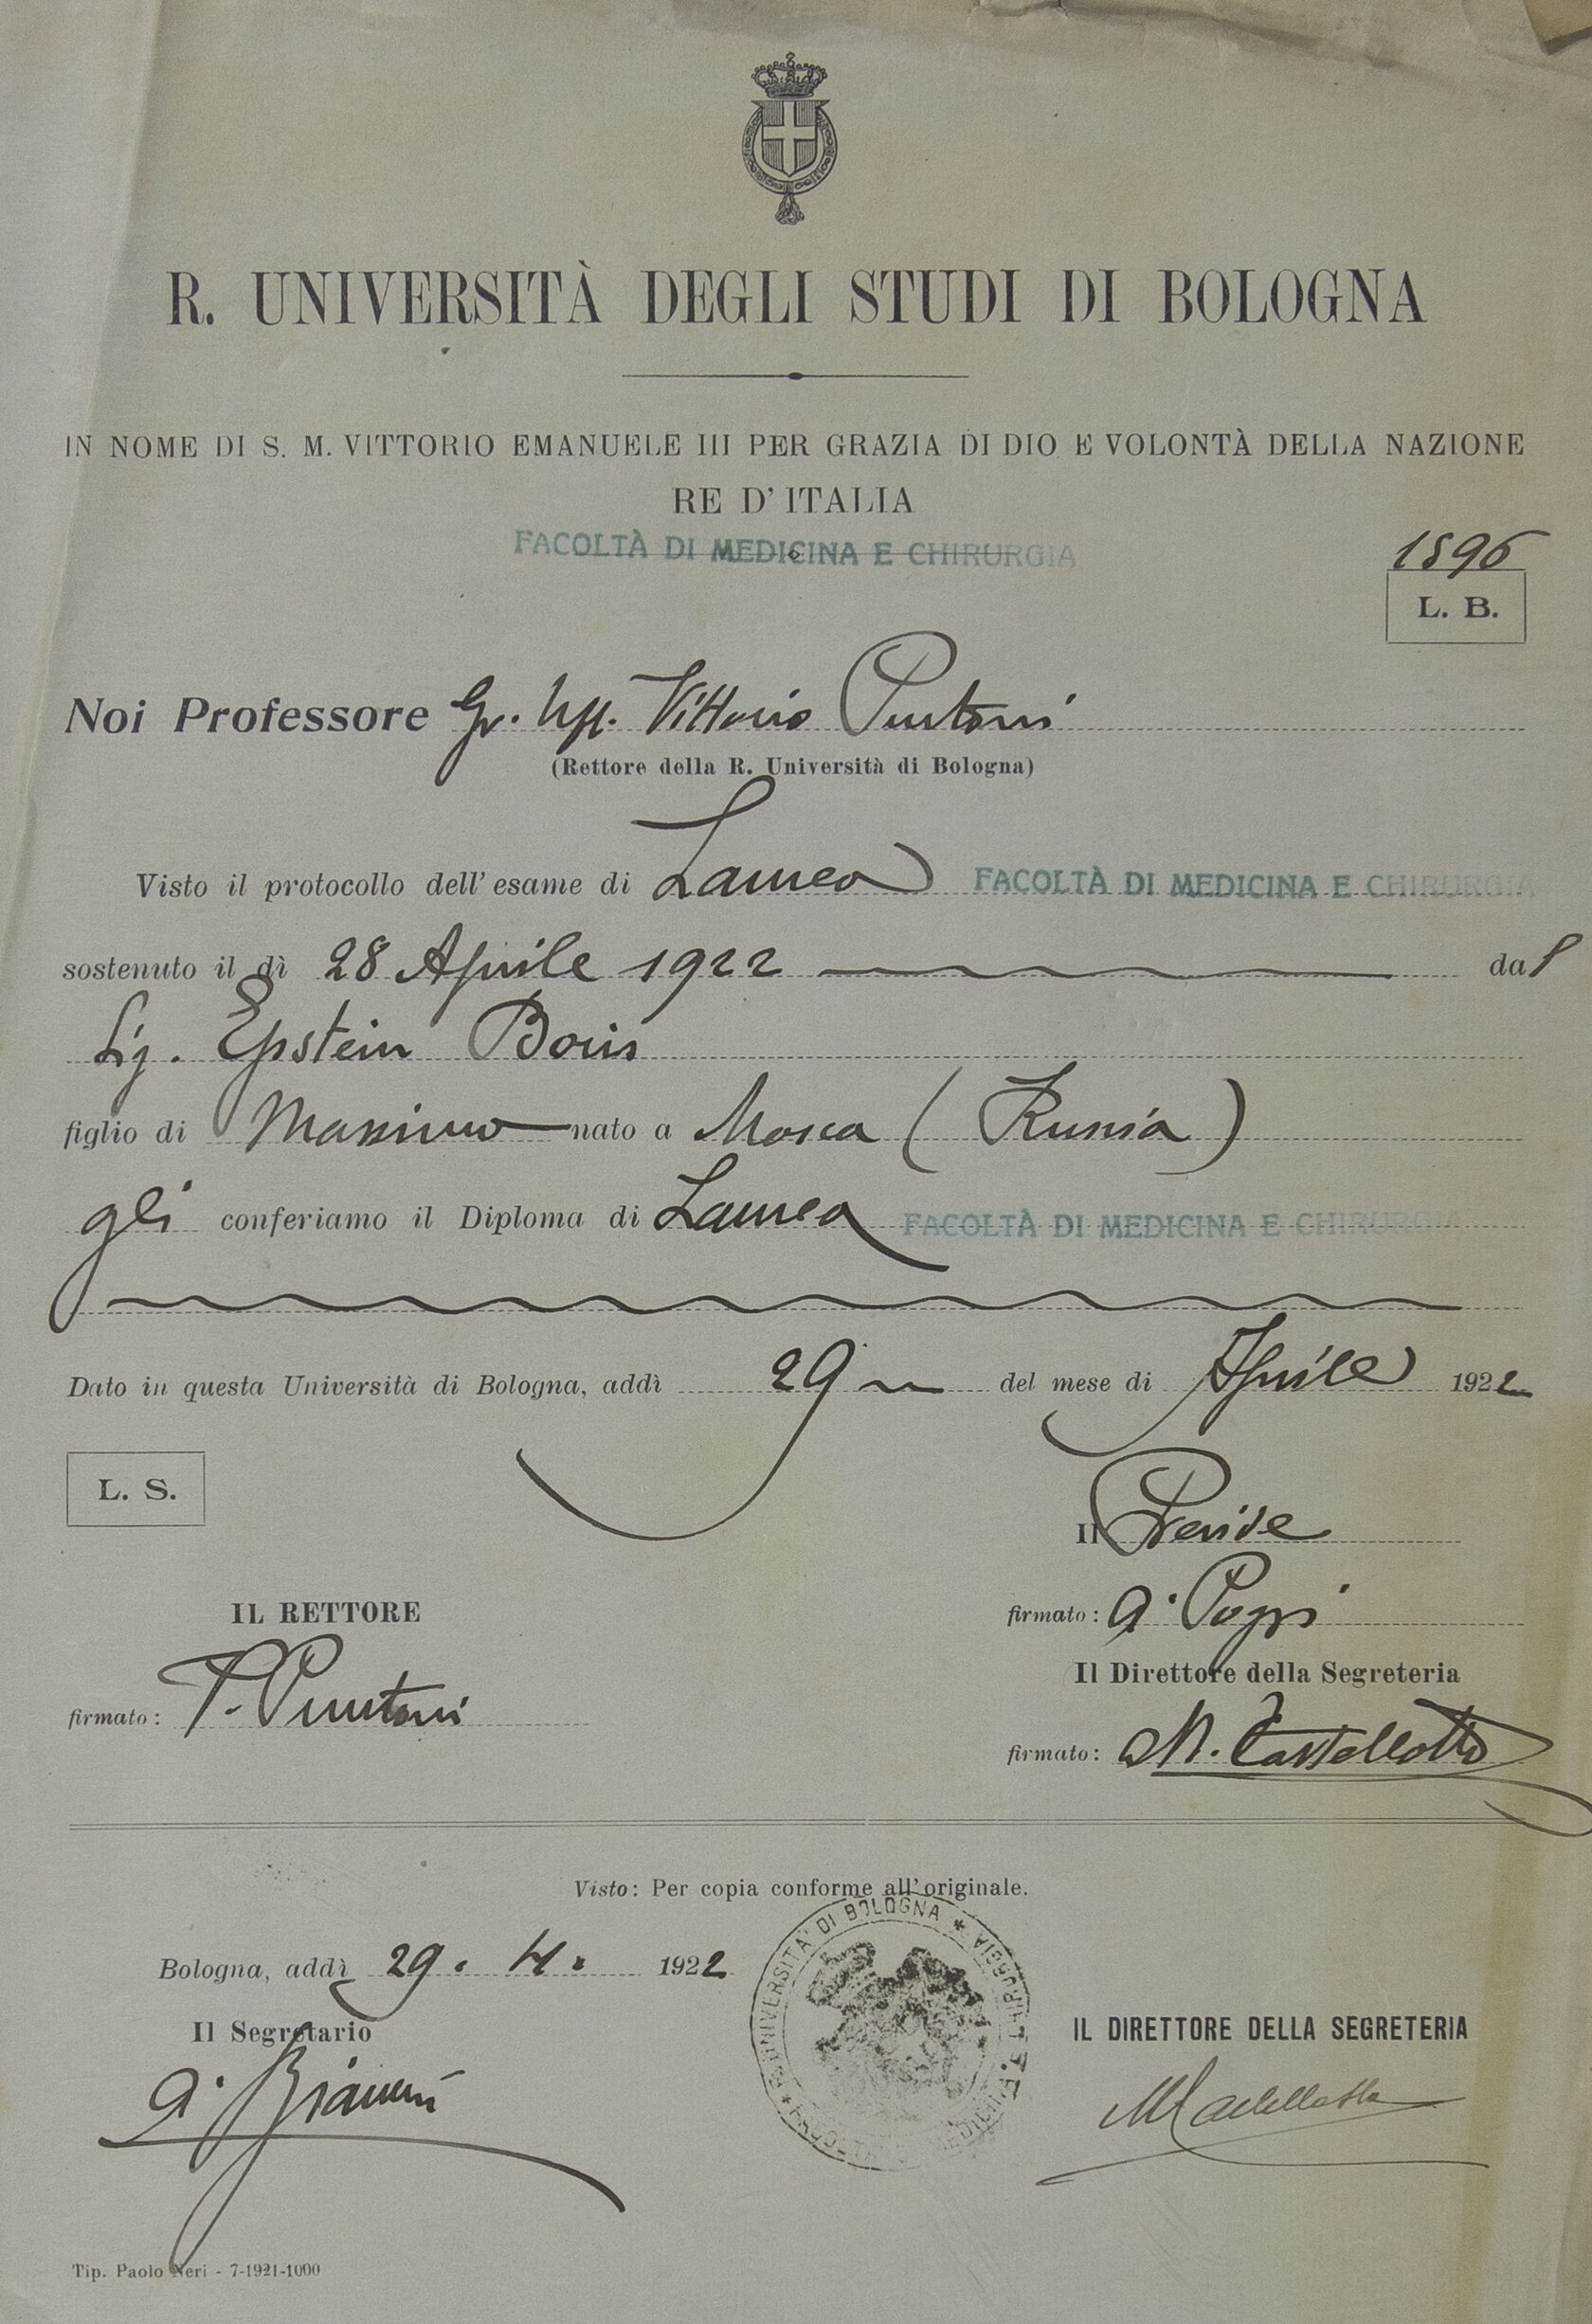 R. UNIVERSITÀ DEGLI STUDI DI BOLOGNA
IN NOME DI S. M. VITTORIO EMANUELE III PER GRAZIA DI DIO E VOLONTÀ DELLA NAZIONE
RE D'ITALIA
FACOLTÀ DI MEDICINA E CHIRURGIA
1896
L. B.
Noi Professore Gr. Uff. Vittorio Puntoni
(Rettore della R. Università di Bologna)
Visto il protocollo dell'esame di Laurea FACOLTÀ DI MEDICINA E CHIRURGIA
sostenuto il dì 28 Aprile 1922 dal
Sig. Epstein Boris
figlio di Massimo nato a Mosca (Russia)
gli conferiamo il Diploma di Laurea FACOLTÀ DI MEDICINA E CHIRURGIA
Dato in questa Università di Bologna, addì 29 del mese di Aprile 1922
L. S.
Il Preside
IL RETTORE
firmato: A. Poggi
Il Direttore della Segreteria
firmato: V. Puntoni
firmato: M. Castellotto
Visto: Per copia conforme all'originale.
Bologna, addì 29. 4. 1922
R. UNIVERSITÀ DI BOLOGNA * FACOLTÀ DI MEDICINA E CHIRURGIA *
Il Segretario
IL DIRETTORE DELLA SEGRETERIA
Tip. Paolo Neri - 7-1921-1000